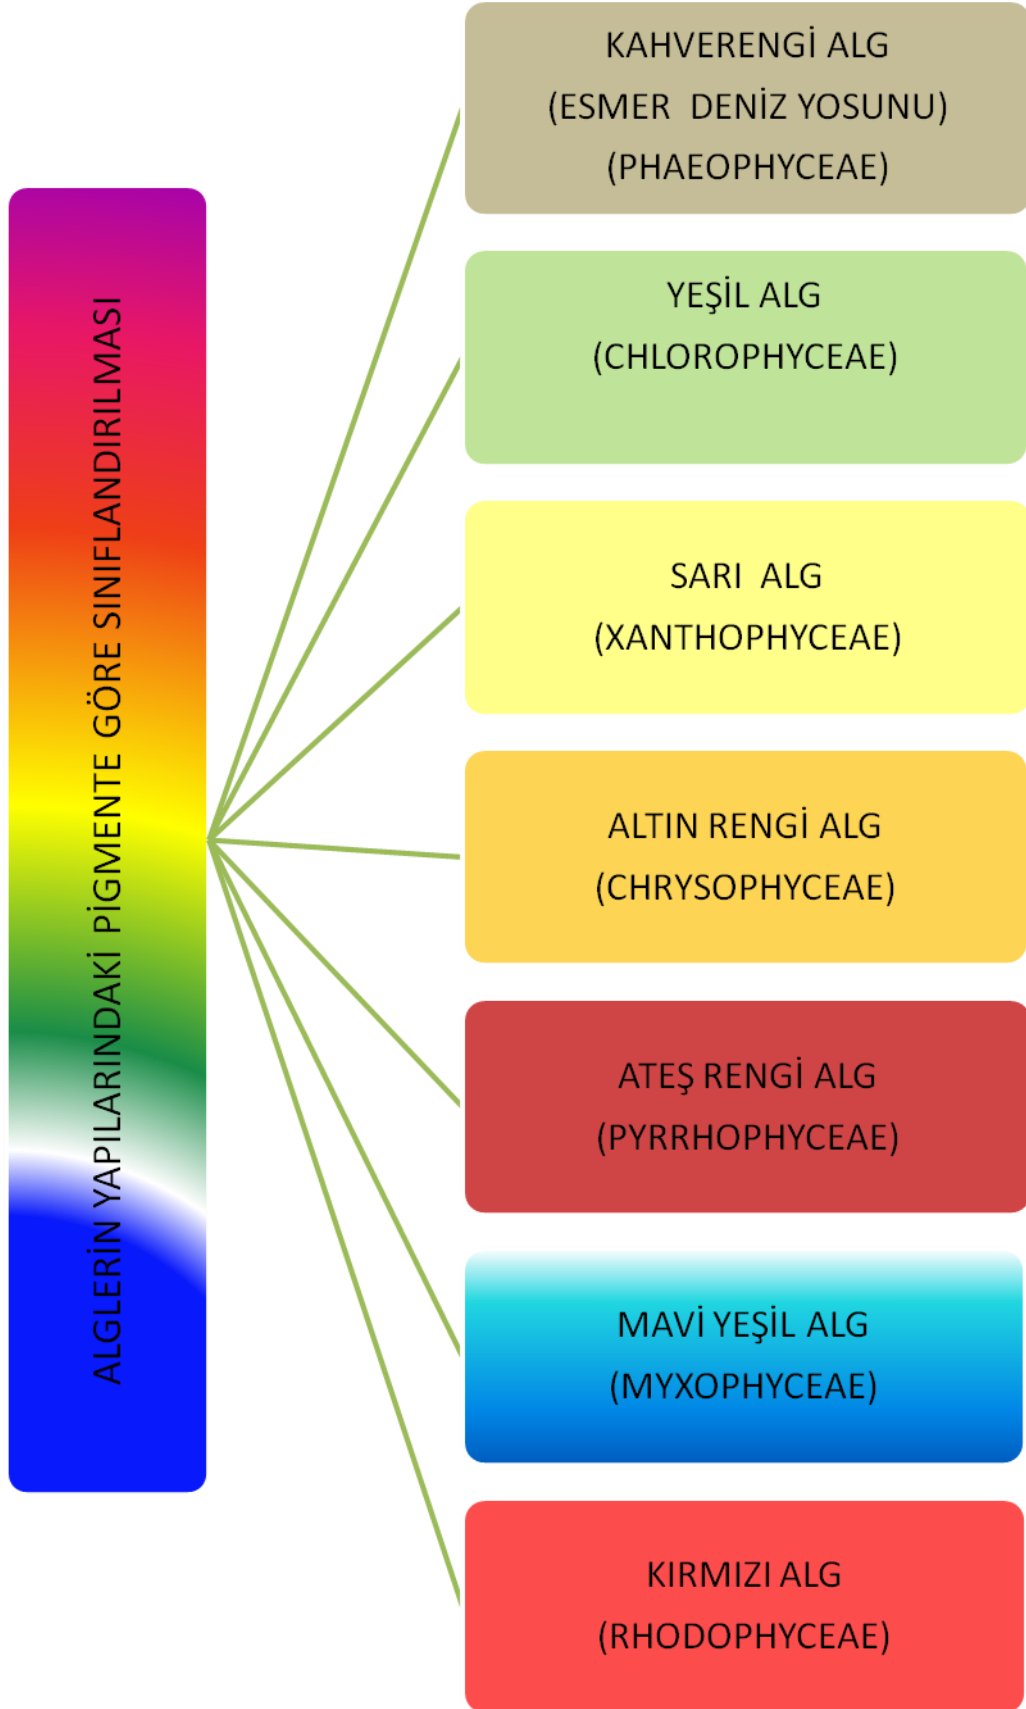 ALGLERİN YAPILARINDAKİ PİGMENTE GÖRE SINIFLANDIRILMASI
KAHVERENGİ ALG
(ESMER DENİZ YOSUNU)
(PHAEOPHYCEAE)
YEŞİL ALG
(CHLOROPHYCEAE)
SARI ALG
(XANTHOPHYCEAE)
ALTIN RENGİ ALG
(CHRYSOPHYCEAE)
ATEŞ RENGİ ALG
(PYRRHOPHYCEAE)
MAVİ YEŞİL ALG
(MYXOPHYCEAE)
KIRMIZI ALG
(RHODOPHYCEAE)